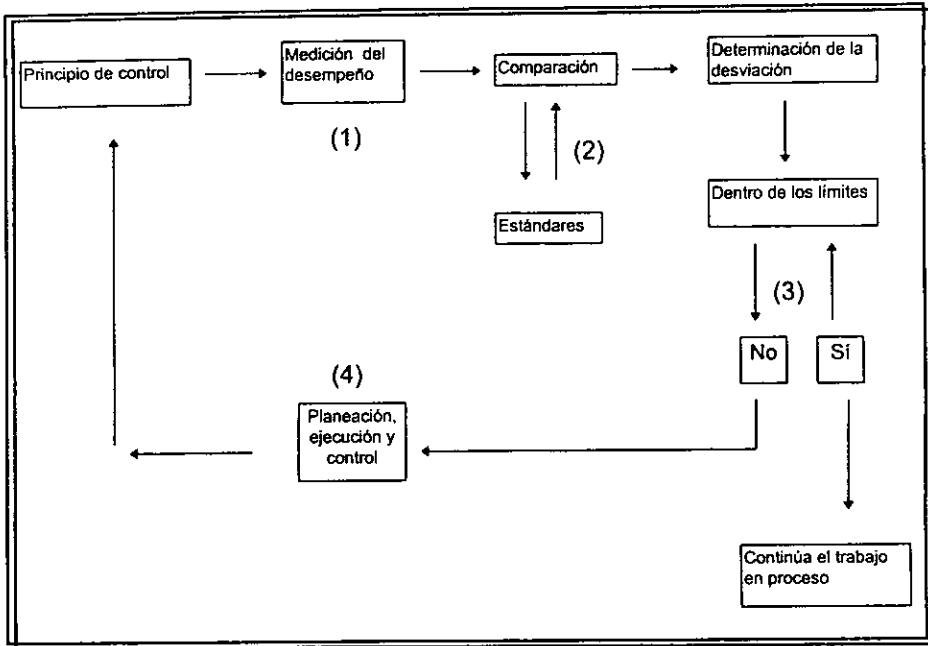 Principio de control
Medición del
desempeño
(1)
Comparación
(2)
Estándares
Determinación de la
desviación
Dentro de los límites
(3)
No
Sí
(4)
Planeación,
ejecución y
control
Continúa el trabajo
en proceso